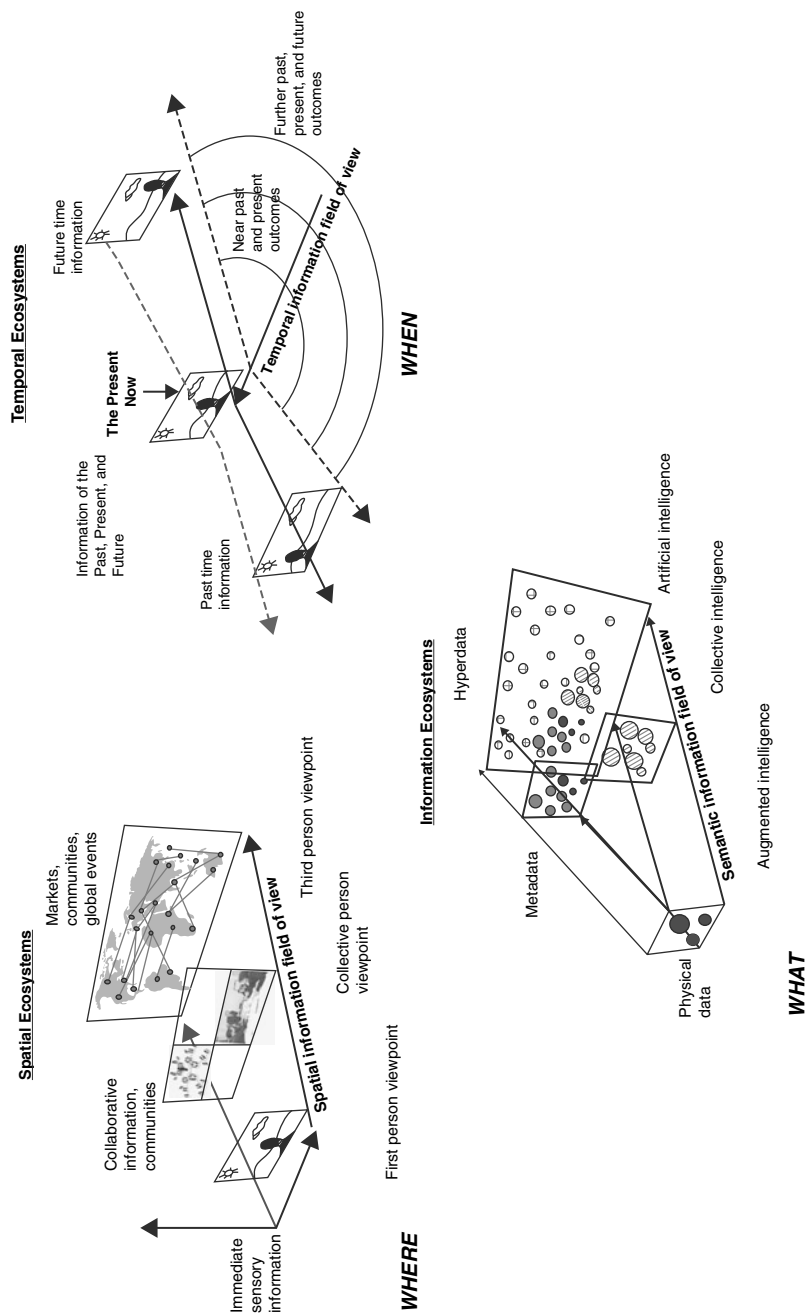 Spatial Ecosystems
Markets,
communities,
global events
Collaborative
information,
communities
Immediate
sensory
information
Spatial information field of view
Third person viewpoint
Collective person
viewpoint
First person viewpoint
WHERE
Temporal Ecosystems
Future time
information
The Present
Now
Information of the
Past, Present, and
Future
Past time
information
Near past
and present
outcomes
Further past,
present, and future
outcomes
Temporal information field of view
WHEN
Information Ecosystems
Hyperdata
Metadata
Physical
data
Semantic information field of view
Artificial intelligence
Collective intelligence
Augmented intelligence
WHAT